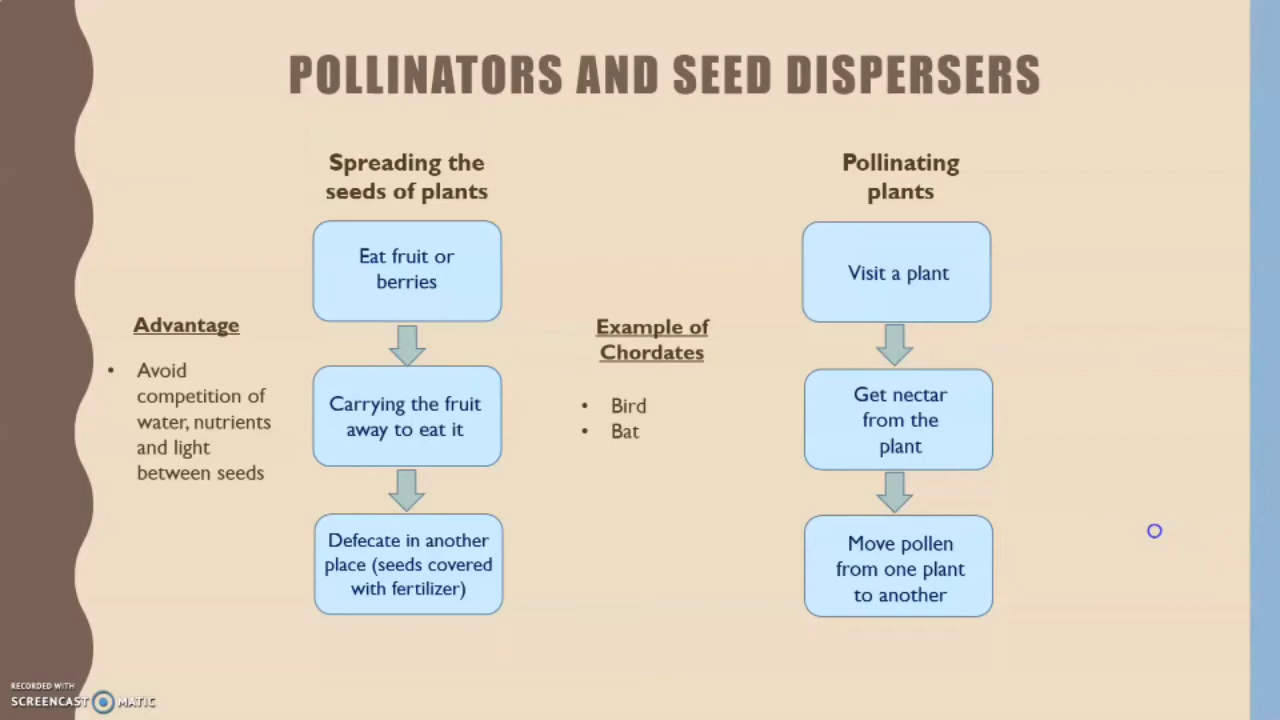 POLLINATORS AND SEED DISPERSERS
Spreading the
seeds of plants
Eat fruit or
berries
Carrying the fruit
away to eat it
Defecate in another
place (seeds covered
with fertilizer)
Advantage
• Avoid
competition of
water, nutrients
and light
between seeds
Example of
Chordates
• Bird
• Bat
Pollinating
plants
Visit a plant
Get nectar
from the
plant
Move pollen
from one plant
to another
RECORDED WITH
SCREENCAST MATIC